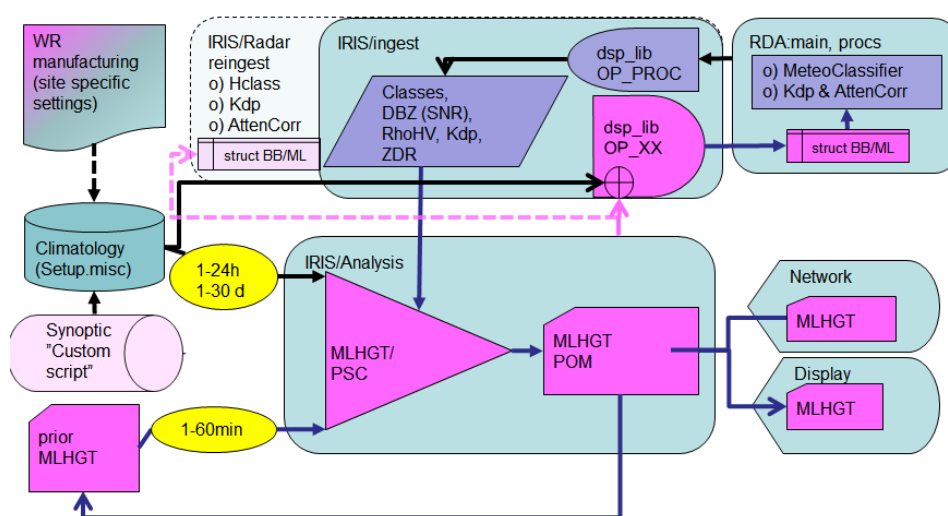 WR
manufacturing
(site specific
settings)
IRIS/Radar
reingest
o) Hclass
o) Kdp
o) AttenCorr
struct BB/ML
IRIS/ingest
Classes,
DBZ (SNR),
RhoHV, Kdp,
ZDR
dsp_lib
OP_PROC
dsp_lib
OP_XX
RDA:main, procs
o) MeteoClassifier
o) Kdp & AttenCorr
struct BB/ML
Climatology
(Setup.misc)
1-24h
1-30 d
Synoptic
"Custom
script"
prior
MLHGT
1-60min
IRIS/Analysis
MLHGT/
PSC
MLHGT
POM
Network
MLHGT
Display
MLHGT